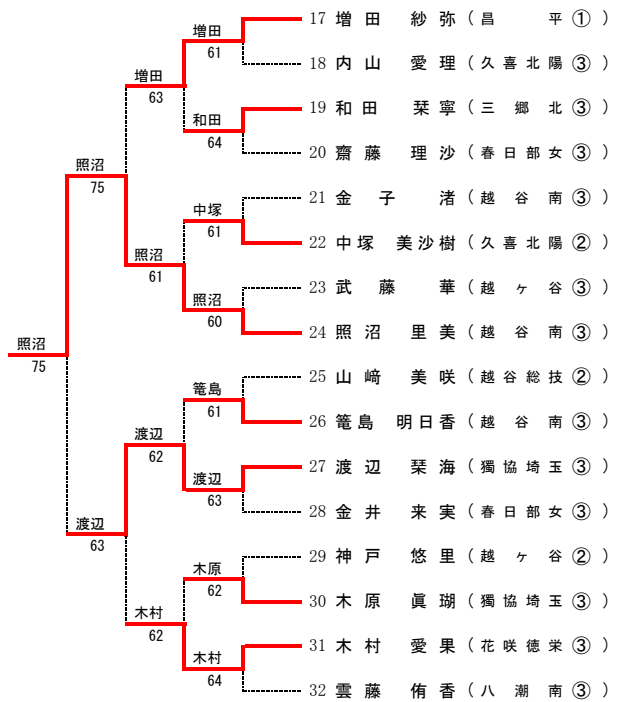 増田
17 増田 紗弥 （昌平 ①）
61
18 内山 愛理 （久喜北陽 ③）
増田
63
19 和田 栞寧 （三郷北 ③）
和田
64
20 齋藤 理沙 （春日部女 ③）
照沼
75
21 金子 渚 （越谷南 ③）
中塚
61
22 中塚 美沙樹 （久喜北陽 ②）
照沼
61
23 武藤 華 （越ヶ谷 ③）
照沼
60
24 照沼 里美 （越谷南 ③）
照沼
75
25 山﨑 美咲 （越谷総技 ②）
篭島
61
26 篭島 明日香 （越谷南 ③）
渡辺
62
27 渡辺 栞海 （獨協埼玉 ③）
渡辺
63
28 金井 来実 （春日部女 ③）
渡辺
63
29 神戸 悠里 （越ヶ谷 ②）
木原
62
30 木原 眞瑚 （獨協埼玉 ③）
木村
62
31 木村 愛果 （花咲徳栄 ③）
木村
64
32 雲藤 侑香 （八潮南 ③）